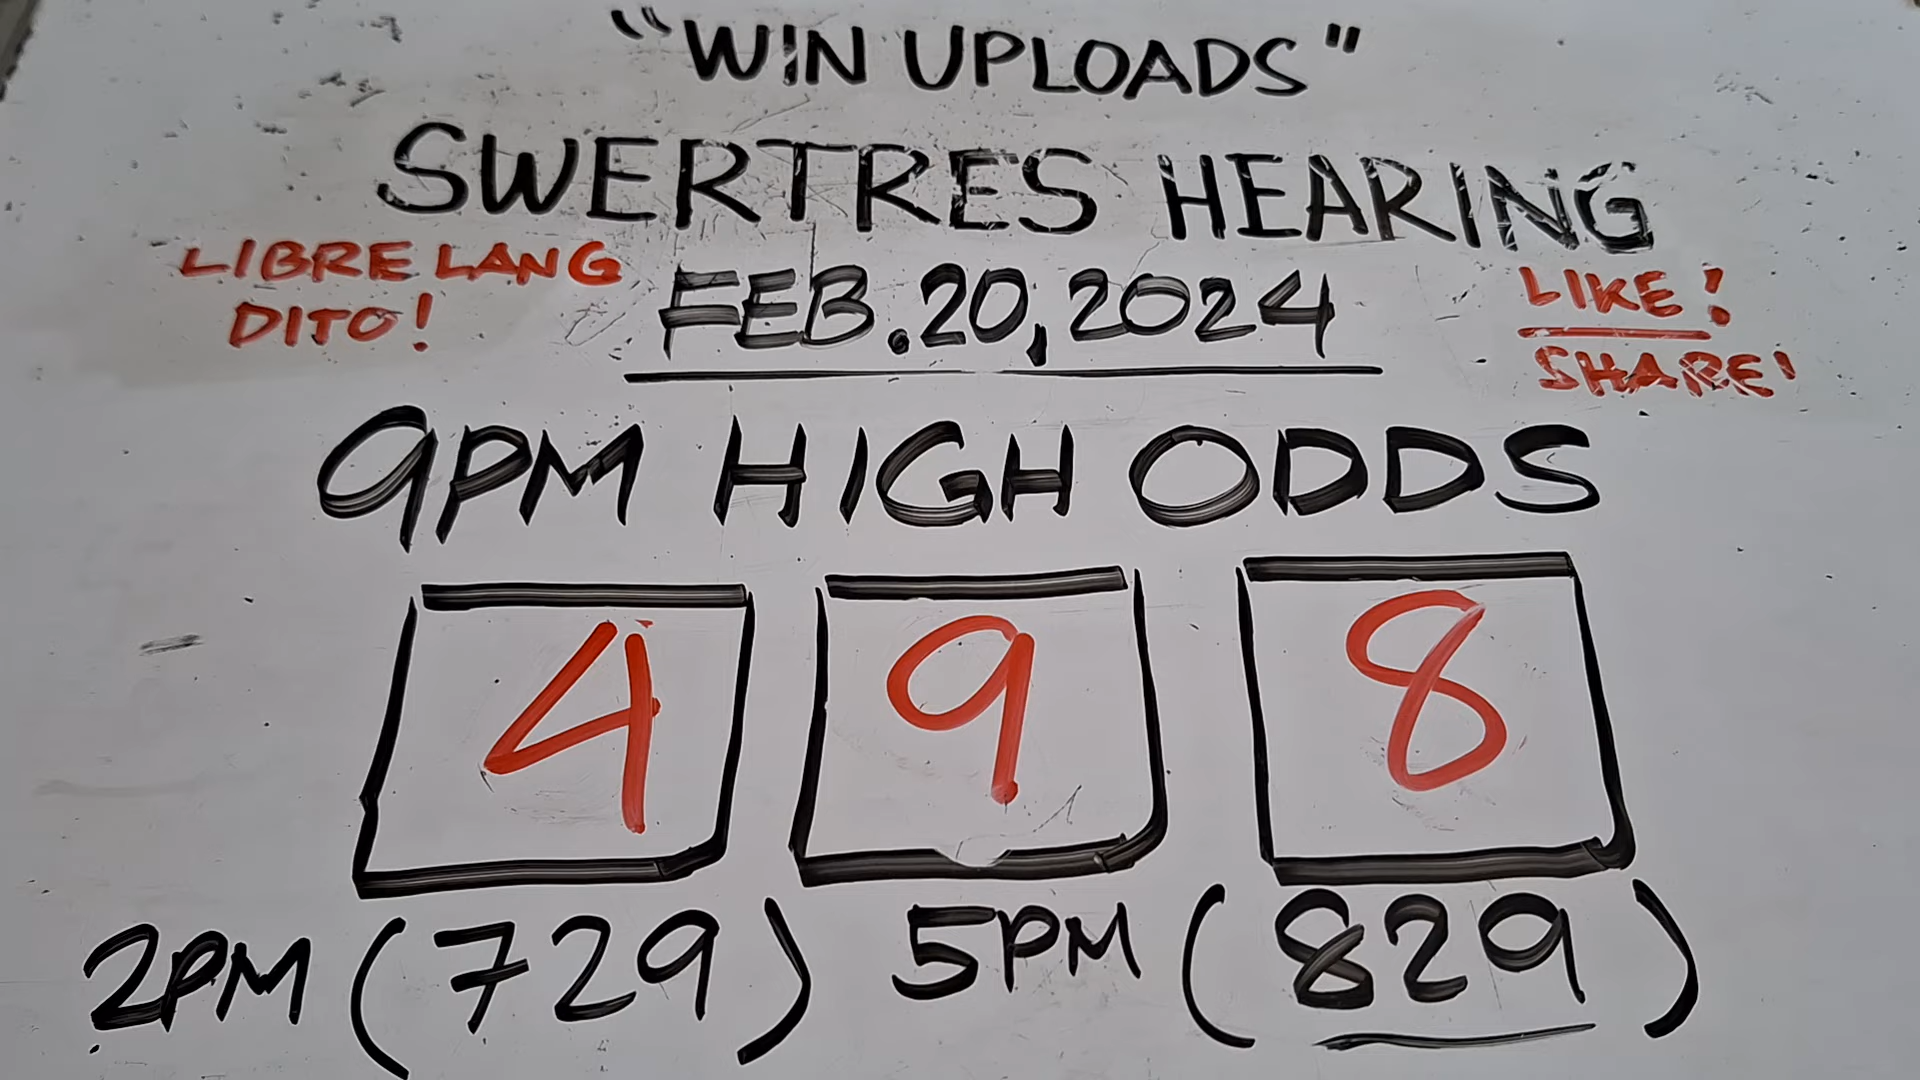 "WIN UPLOADS"
SWERTRES HEARING
LIBRE LANG
DITO!
FEB.20,2024
LIKE!
SHARE!
9PM HIGH ODDS
4 9 8
2PM (729) 5PM (829)